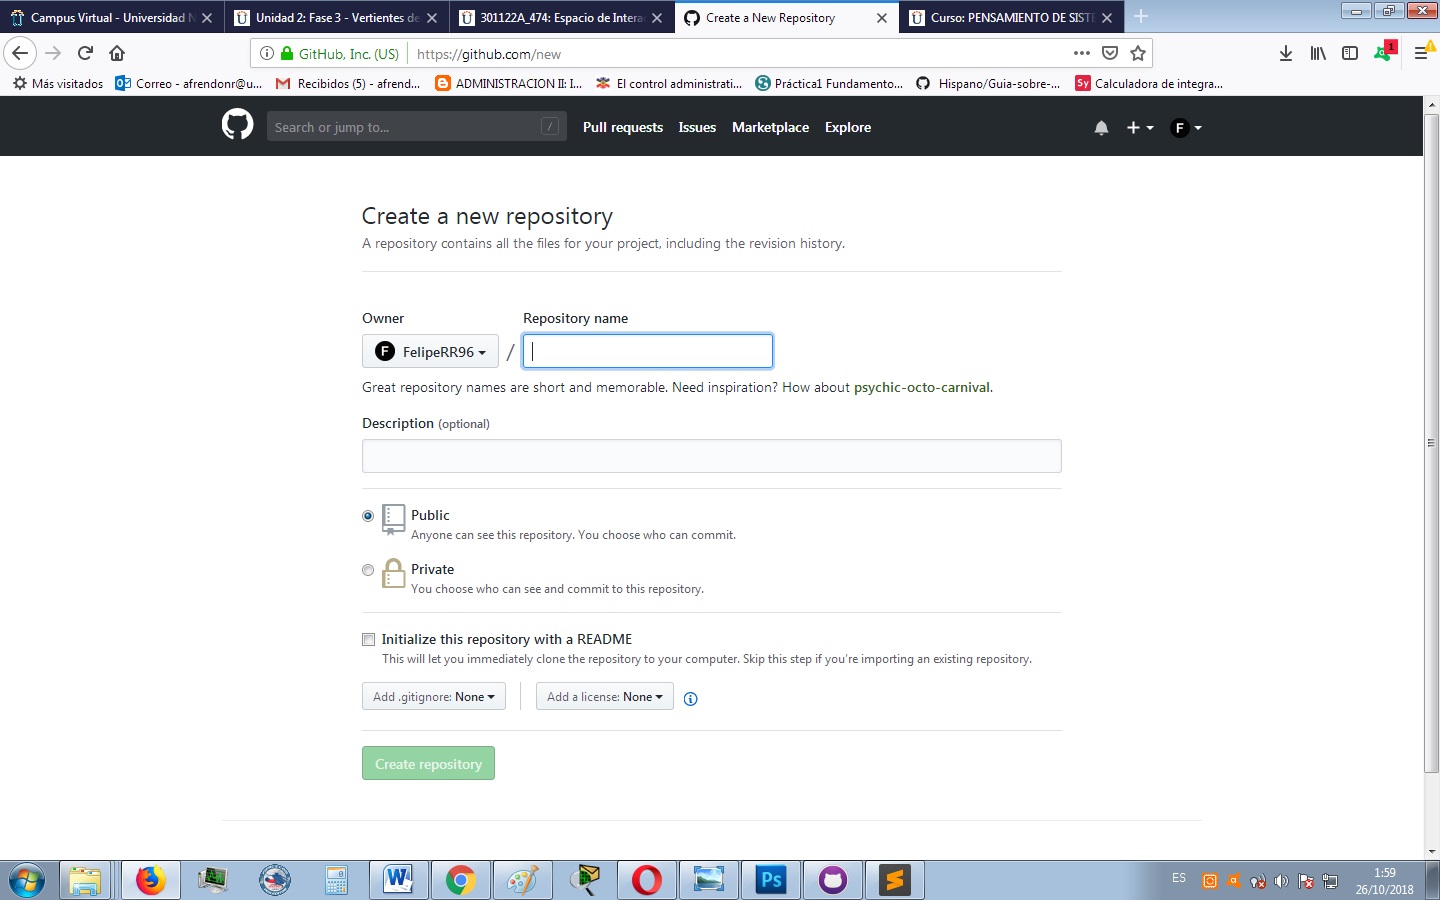 Campus Virtual - Universidad N
Unidad 2: Fase 3 - Vertientes de
301122A_474: Espacio de Intera
Create a New Repository
Curso: PENSAMIENTO DE SISTE
GitHub, Inc. (US)
https://github.com/new
1
Más visitados
Correo - afrendonr@u...
Recibidos (5) - afrend...
ADMINISTRACION II: I...
El control administrati...
Práctica1 Fundamento...
Hispano/Guia-sobre-...
Sy
Calculadora de integra...
Search or jump to...
/
Pull requests
Issues
Marketplace
Explore
F
Create a new repository
A repository contains all the files for your project, including the revision history.
Owner
Repository name
F FelipeRR96
/
Great repository names are short and memorable. Need inspiration? How about psychic-octo-carnival.
Description (optional)
Public
Anyone can see this repository. You choose who can commit.
Private
You choose who can see and commit to this repository.
Initialize this repository with a README
This will let you immediately clone the repository to your computer. Skip this step if you're importing an existing repository.
Add .gitignore: None
Add a license: None
Create repository
W
Ps
ES
1:59
26/10/2018